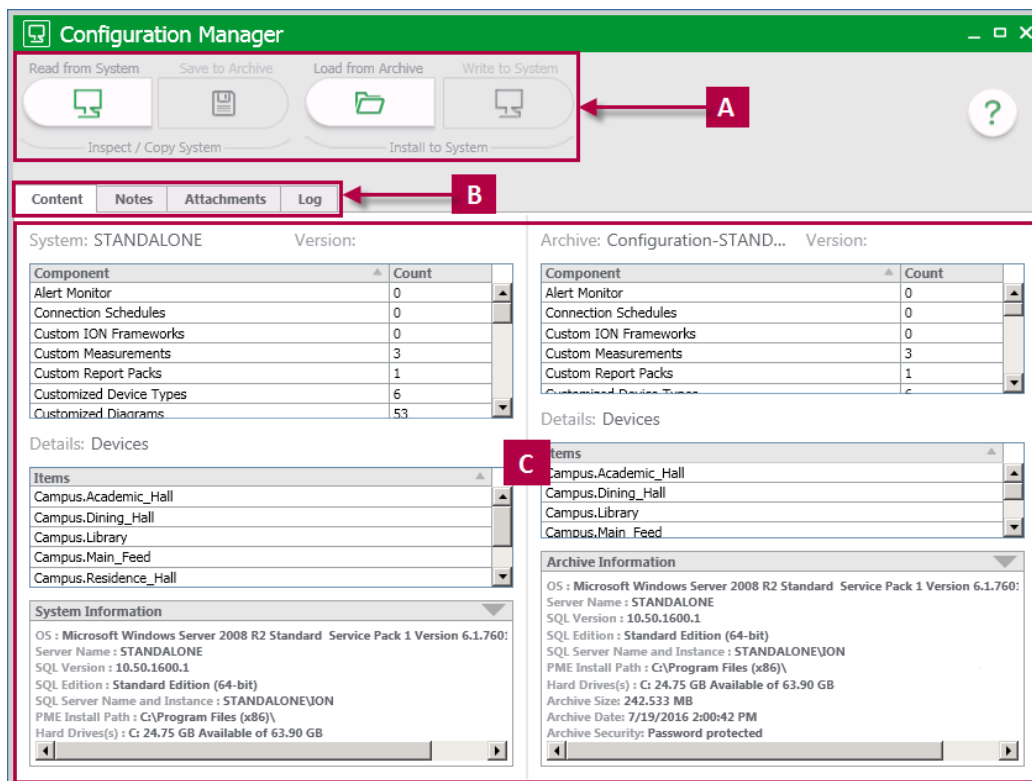 Configuration Manager
Read from System
Save to Archive
Load from Archive
Write to System
Inspect / Copy System
Install to System
A
?
Content
Notes
Attachments
Log
B
System: STANDALONE
Version:
Component
Count
Alert Monitor
0
Connection Schedules
0
Custom ION Frameworks
0
Custom Measurements
3
Custom Report Packs
1
Customized Device Types
6
Customized Diagrams
53
Details: Devices
Items
Campus.Academic_Hall
Campus.Dining_Hall
Campus.Library
Campus.Main_Feed
Campus.Residence_Hall
System Information
OS : Microsoft Windows Server 2008 R2 Standard Service Pack 1 Version 6.1.7601
Server Name : STANDALONE
SQL Version : 10.50.1600.1
SQL Edition : Standard Edition (64-bit)
SQL Server Name and Instance : STANDALONE\ION
PME Install Path : C:\Program Files (x86)\
Hard Drives(s) : C: 24.75 GB Available of 63.90 GB
C
Archive: Configuration-STAND...
Version:
Component
Count
Alert Monitor
0
Connection Schedules
0
Custom ION Frameworks
0
Custom Measurements
3
Custom Report Packs
1
Customized Device Types
6
Details: Devices
Items
Campus.Academic_Hall
Campus.Dining_Hall
Campus.Library
Campus.Main_Feed
Archive Information
OS : Microsoft Windows Server 2008 R2 Standard Service Pack 1 Version 6.1.7601
Server Name : STANDALONE
SQL Version : 10.50.1600.1
SQL Edition : Standard Edition (64-bit)
SQL Server Name and Instance : STANDALONE\ION
PME Install Path : C:\Program Files (x86)\
Hard Drives(s) : C: 24.75 GB Available of 63.90 GB
Archive Size: 242.533 MB
Archive Date: 7/19/2016 2:00:42 PM
Archive Security: Password protected